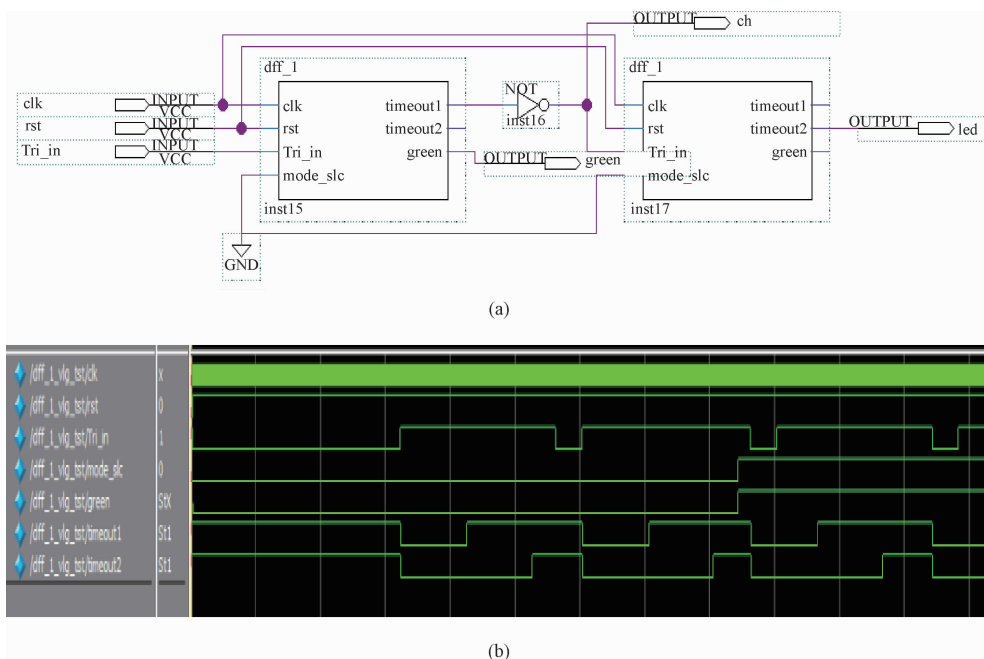 OUTPUT ch
dff_1
dff_1
clk INPUT VCC
rst INPUT VCC
Tri_in INPUT VCC
clk timeout1
rst timeout2
Tri_in green
mode_slc
inst15
NOT
inst16
OUTPUT green
clk timeout1
rst timeout2
Tri_in green
mode_slc
inst17
OUTPUT led
GND
(a)
/dff_1_vlg_tst/clk x
/dff_1_vlg_tst/rst 0
/dff_1_vlg_tst/Tri_in 1
/dff_1_vlg_tst/mode_slc 0
/dff_1_vlg_tst/green StX
/dff_1_vlg_tst/timeout1 St1
/dff_1_vlg_tst/timeout2 St1
(b)